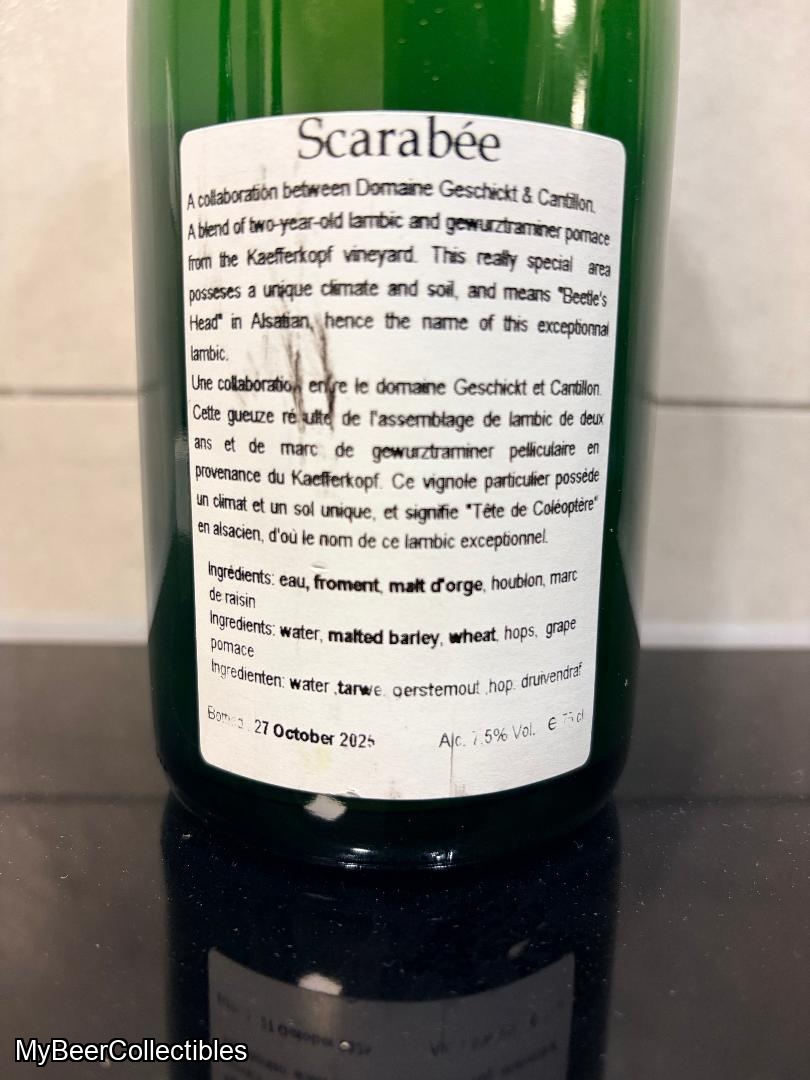 Scarabée
A collaboration between Domaine Geschickt & Cantillon.
A blend of two-year-old lambic and gewurztraminer pomace
from the Kaefferkopf vineyard. This really special area
posseses a unique climate and soil, and means "Beetle's
Head" in Alsatian, hence the name of this exceptionnal
lambic.
Une collaboration entre le domaine Geschickt et Cantillon.
Cette gueuze résulte de l'assemblage de lambic de deux
ans et de marc de gewurztraminer pelliculaire en
provenance du Kaefferkopf. Ce vignole particulier possède
un climat et un sol unique, et signifie "Tête de Coléoptère"
en alsacien, d'où le nom de ce lambic exceptionnel.
Ingrédients: eau, froment, malt d'orge, houblon, marc
de raisin
Ingredients: water, malted barley, wheat, hops, grape
pomace
Ingredienten: water ,tarwe, gerstemout ,hop. druivendraf
27 October 2025
Alc. 7.5% Vol. e 75 cl
MyBeerCollectibles